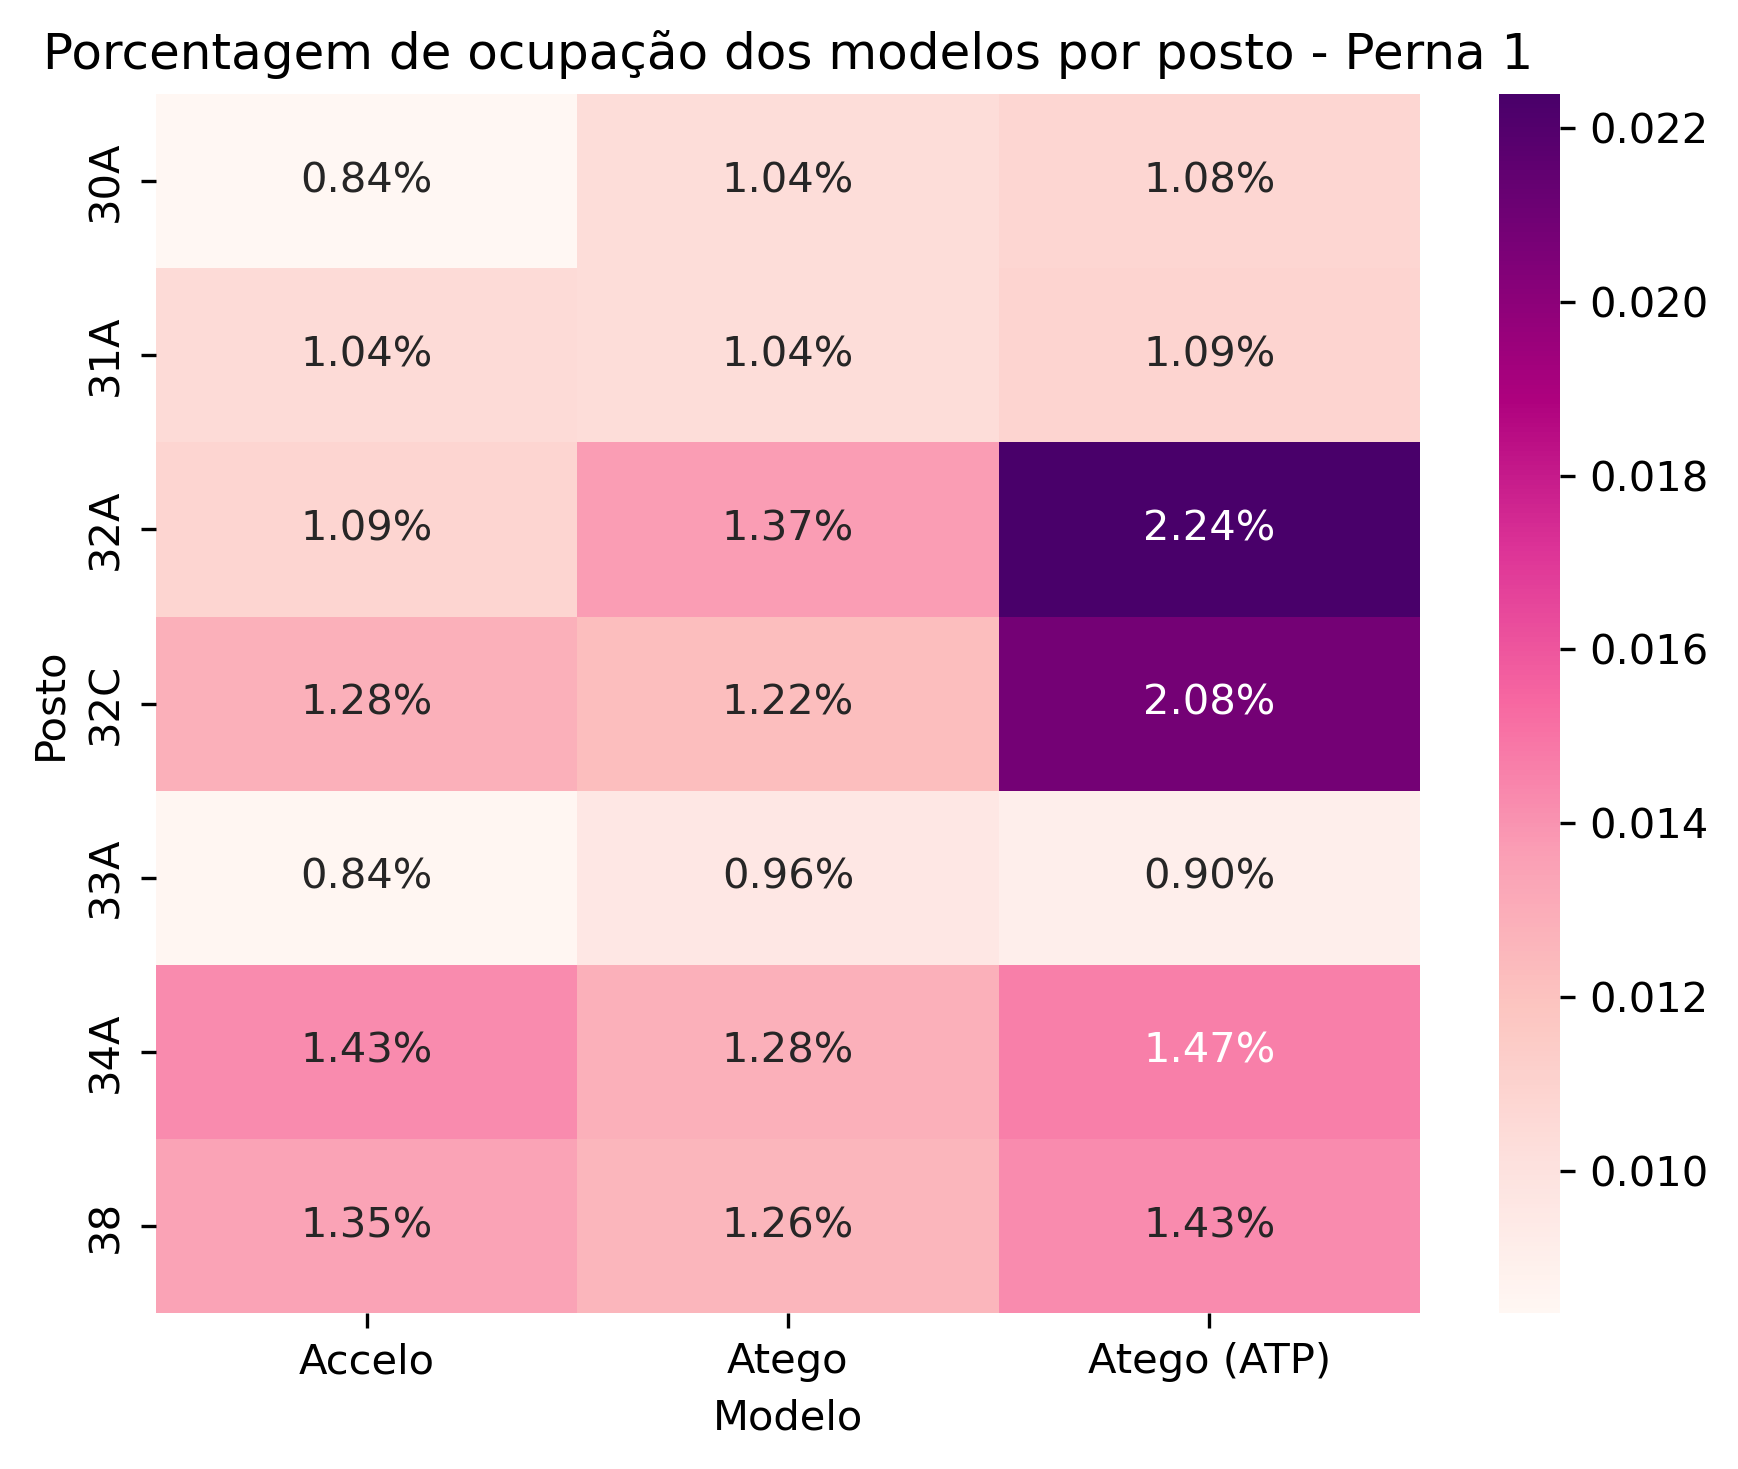 Porcentagem de ocupação dos modelos por posto - Perna 1
30A 0.84% 1.04% 1.08%
31A 1.04% 1.04% 1.09%
32A 1.09% 1.37% 2.24%
32C 1.28% 1.22% 2.08%
33A 0.84% 0.96% 0.90%
34A 1.43% 1.28% 1.47%
38 1.35% 1.26% 1.43%
Posto
Accelo Atego Atego (ATP)
Modelo
0.022
0.020
0.018
0.016
0.014
0.012
0.010